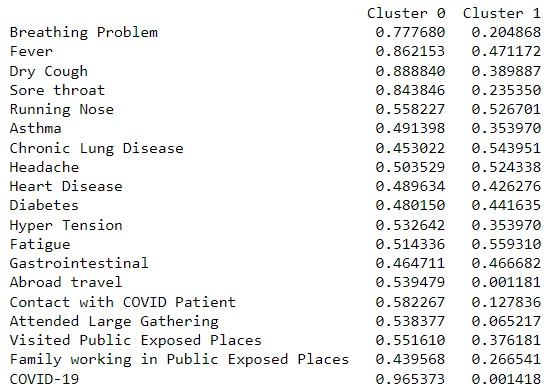 Cluster 0 Cluster 1
Breathing Problem 0.777680 0.204868
Fever 0.862153 0.471172
Dry Cough 0.888840 0.389887
Sore throat 0.843846 0.235350
Running Nose 0.558227 0.526701
Asthma 0.491398 0.353970
Chronic Lung Disease 0.453022 0.543951
Headache 0.503529 0.524338
Heart Disease 0.489634 0.426276
Diabetes 0.480150 0.441635
Hyper Tension 0.532642 0.353970
Fatigue 0.514336 0.559310
Gastrointestinal 0.464711 0.466682
Abroad travel 0.539479 0.001181
Contact with COVID Patient 0.582267 0.127836
Attended Large Gathering 0.538377 0.065217
Visited Public Exposed Places 0.551610 0.376181
Family working in Public Exposed Places 0.439568 0.266541
COVID-19 0.965373 0.001418